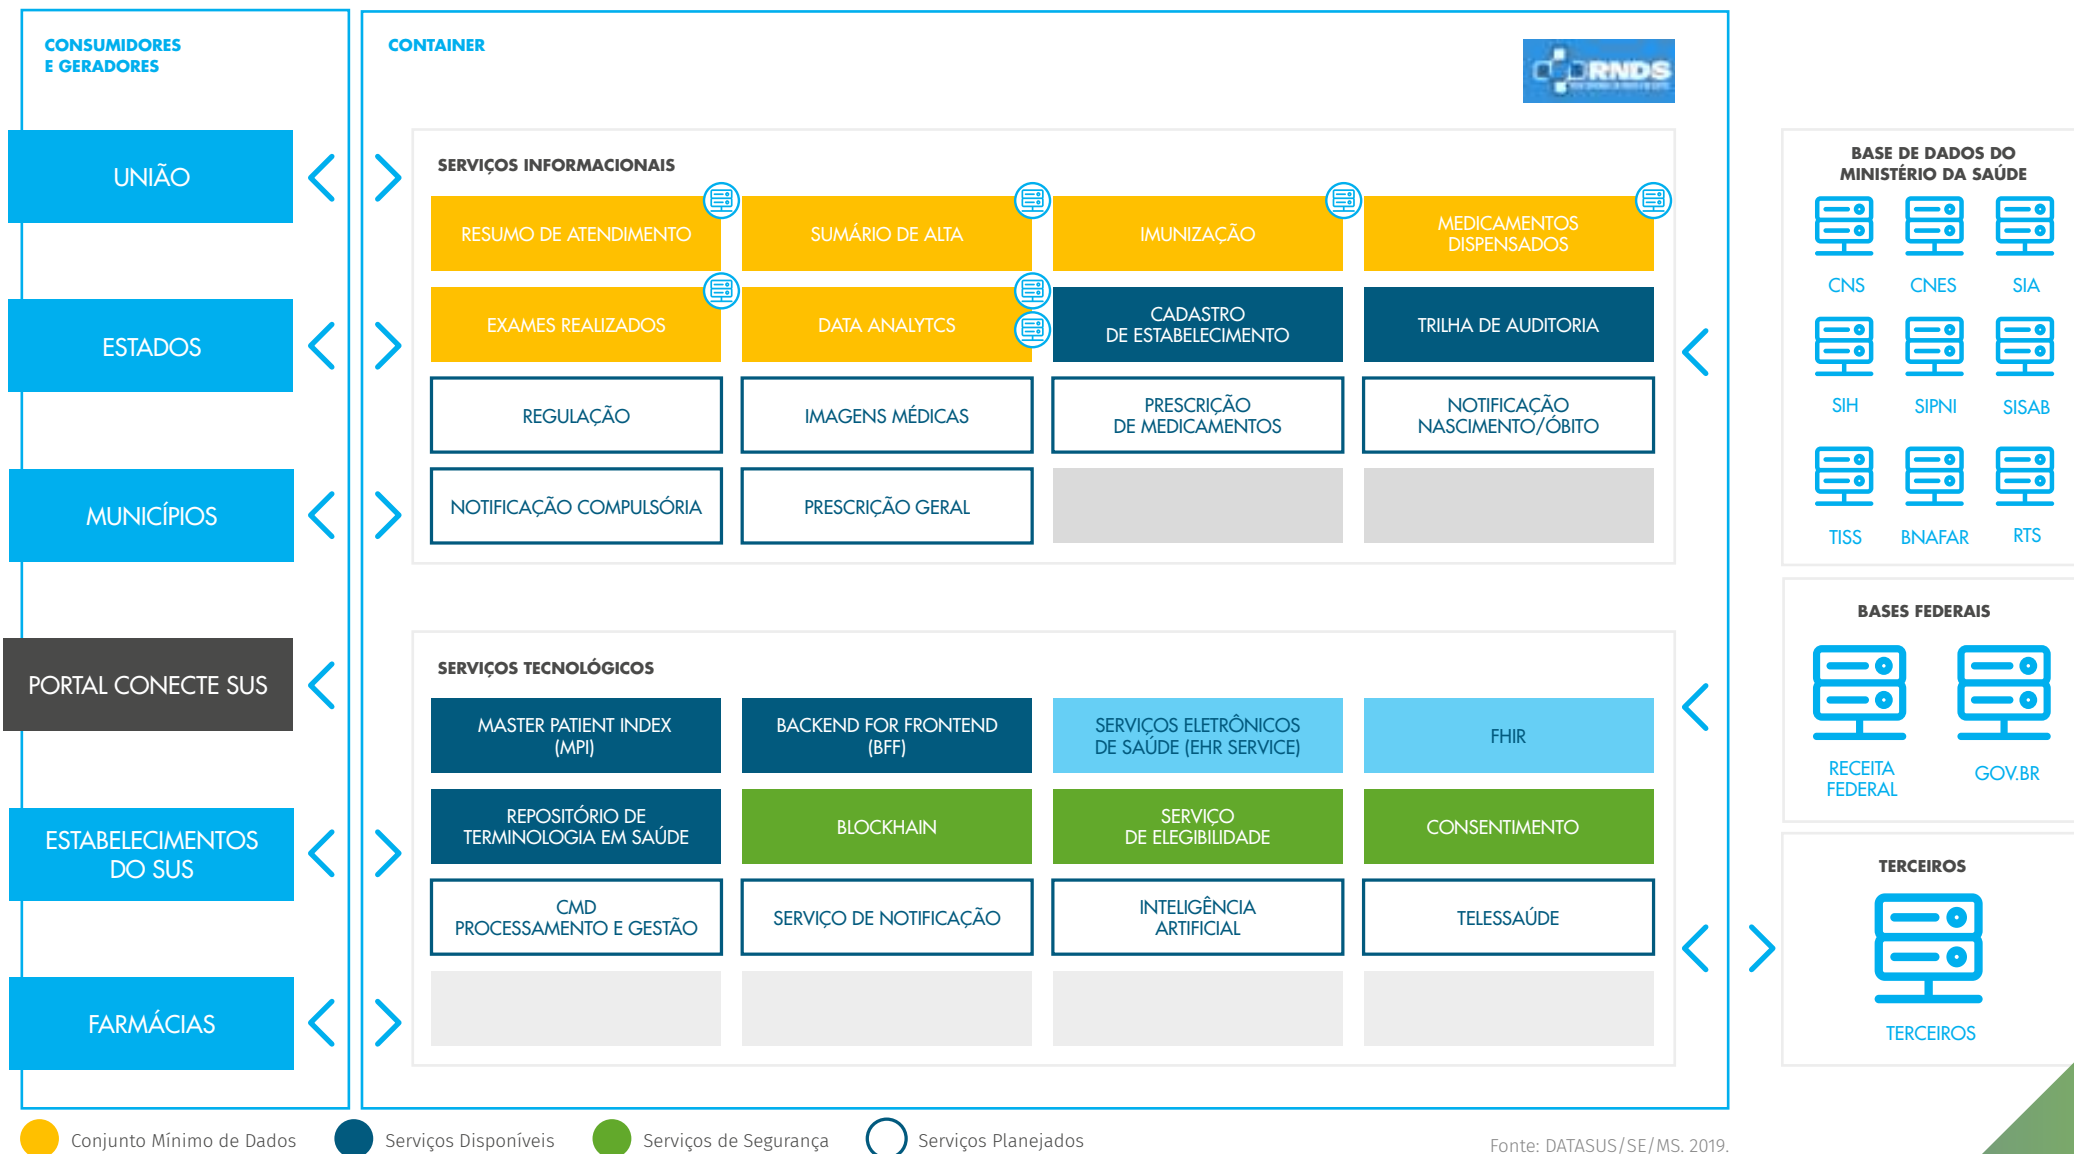 CONSUMIDORES
E GERADORES
UNIÃO
ESTADOS
MUNICÍPIOS
PORTAL CONECTE SUS
ESTABELECIMENTOS
DO SUS
FARMÁCIAS
CONTAINER
RNDS
SERVIÇOS INFORMACIONAIS
RESUMO DE ATENDIMENTO
SUMÁRIO DE ALTA
IMUNIZAÇÃO
MEDICAMENTOS
DISPENSADOS
EXAMES REALIZADOS
DATA ANALYTCS
CADASTRO
DE ESTABELECIMENTO
TRILHA DE AUDITORIA
REGULAÇÃO
IMAGENS MÉDICAS
PRESCRIÇÃO
DE MEDICAMENTOS
NOTIFICAÇÃO
NASCIMENTO/ÓBITO
NOTIFICAÇÃO COMPULSÓRIA
PRESCRIÇÃO GERAL
SERVIÇOS TECNOLÓGICOS
MASTER PATIENT INDEX
(MPI)
BACKEND FOR FRONTEND
(BFF)
SERVIÇOS ELETRÔNICOS
DE SAÚDE (EHR SERVICE)
FHIR
REPOSITÓRIO DE
TERMINOLOGIA EM SAÚDE
BLOCKHAIN
SERVIÇO
DE ELEGIBILIDADE
CONSENTIMENTO
CMD
PROCESSAMENTO E GESTÃO
SERVIÇO DE NOTIFICAÇÃO
INTELIGÊNCIA
ARTIFICIAL
TELESSAÚDE
BASE DE DADOS DO
MINISTÉRIO DA SAÚDE
CNS
CNES
SIA
SIH
SIPNI
SISAB
TISS
BNAFAR
RTS
BASES FEDERAIS
RECEITA
FEDERAL
GOV.BR
TERCEIROS
TERCEIROS
Conjunto Mínimo de Dados
Serviços Disponíveis
Serviços de Segurança
Serviços Planejados
Fonte: DATASUS/SE/MS. 2019.